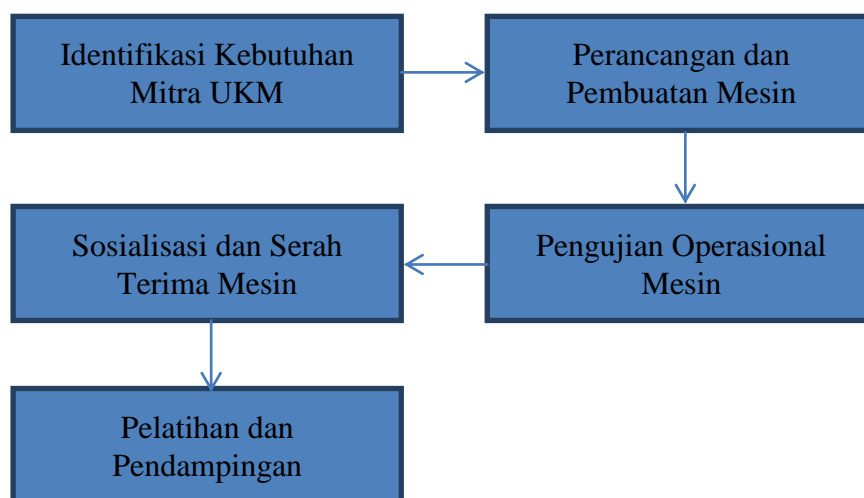 Identifikasi Kebutuhan
Mitra UKM
Perancangan dan
Pembuatan Mesin
Pengujian Operasional
Mesin
Sosialisasi dan Serah
Terima Mesin
Pelatihan dan
Pendampingan